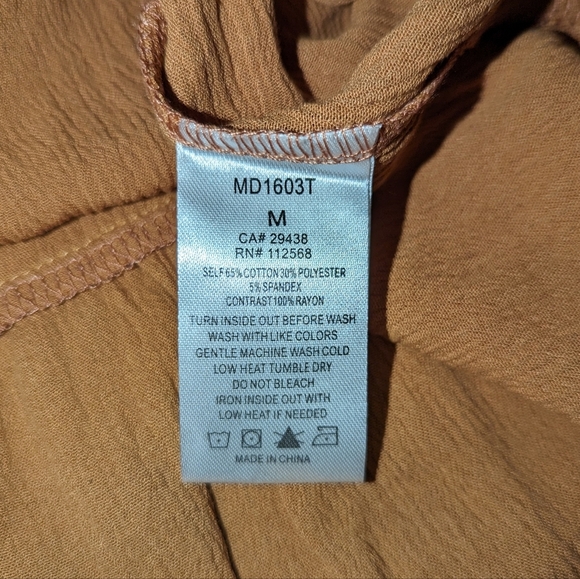 MD1603T
M
CA# 29438
RN# 112568
SELF 65% COTTON 30% POLYESTER
5% SPANDEX
CONTRAST 100% RAYON
TURN INSIDE OUT BEFORE WASH
WASH WITH LIKE COLORS
GENTLE MACHINE WASH COLD
LOW HEAT TUMBLE DRY
DO NOT BLEACH
IRON INSIDE OUT WITH
LOW HEAT IF NEEDED
MADE IN CHINA